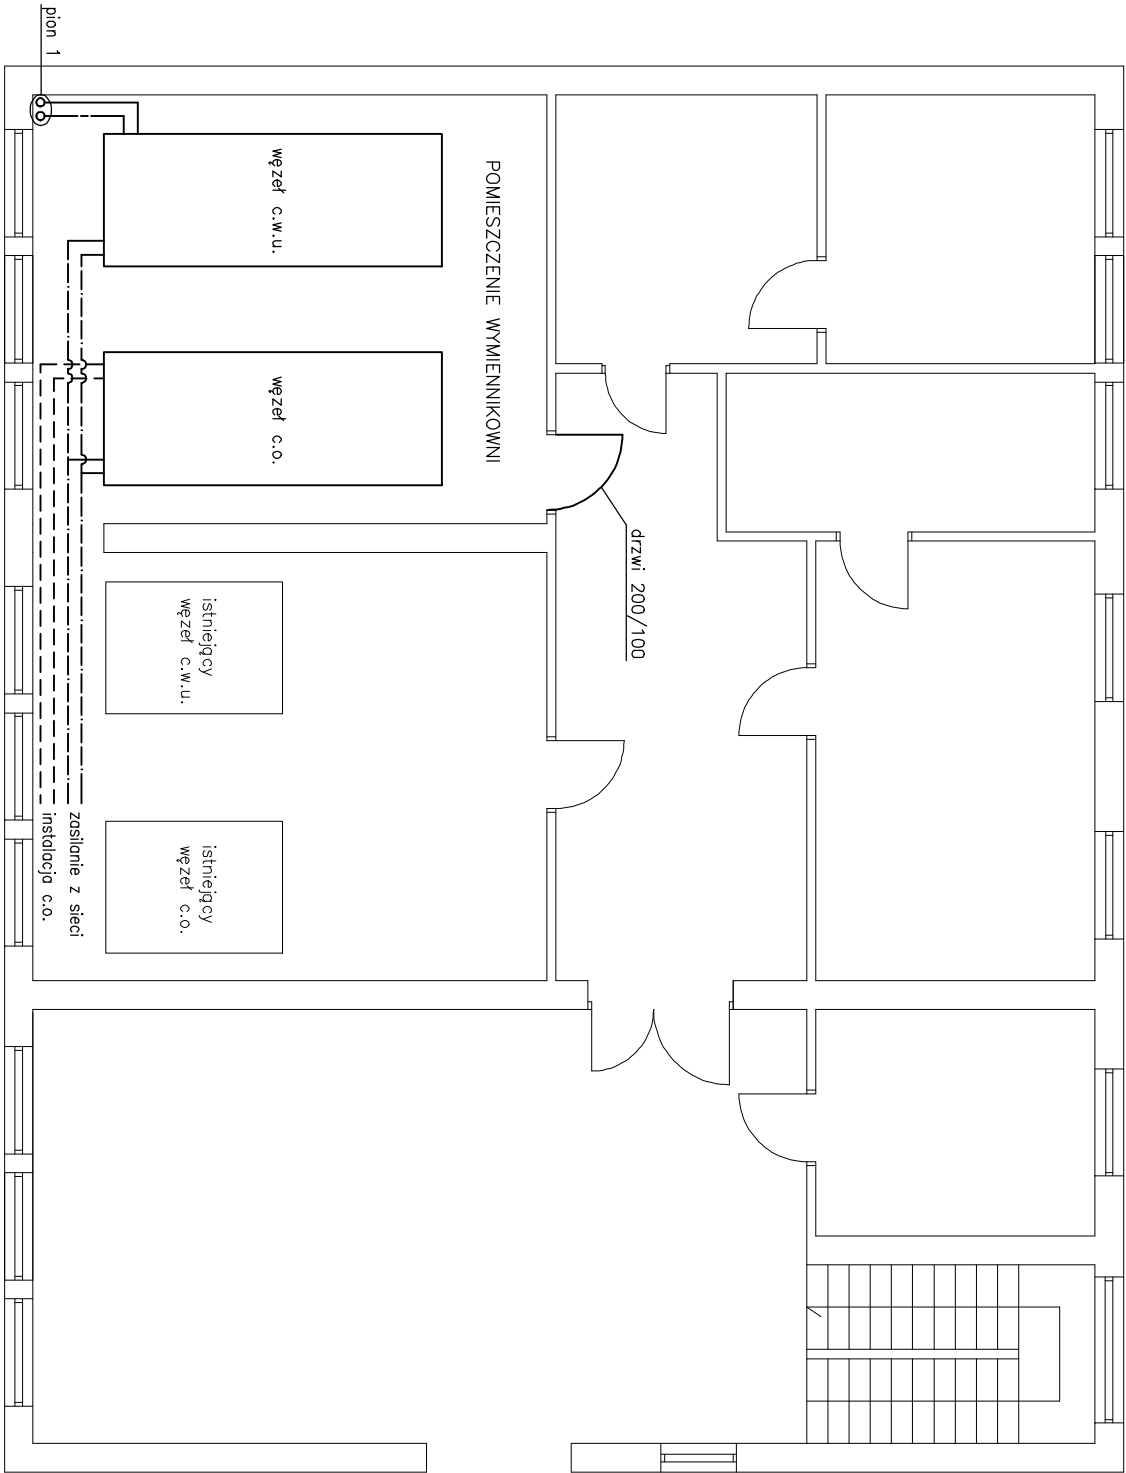 pion 1
węzeł c.w.u.
POMIESZCZENIE WYMIENNIKOWNI
węzeł c.o.
drzwi 200/100
istniejący
węzeł c.w.u.
istniejący
węzeł c.o.
zasilanie z sieci
instalacja c.o.